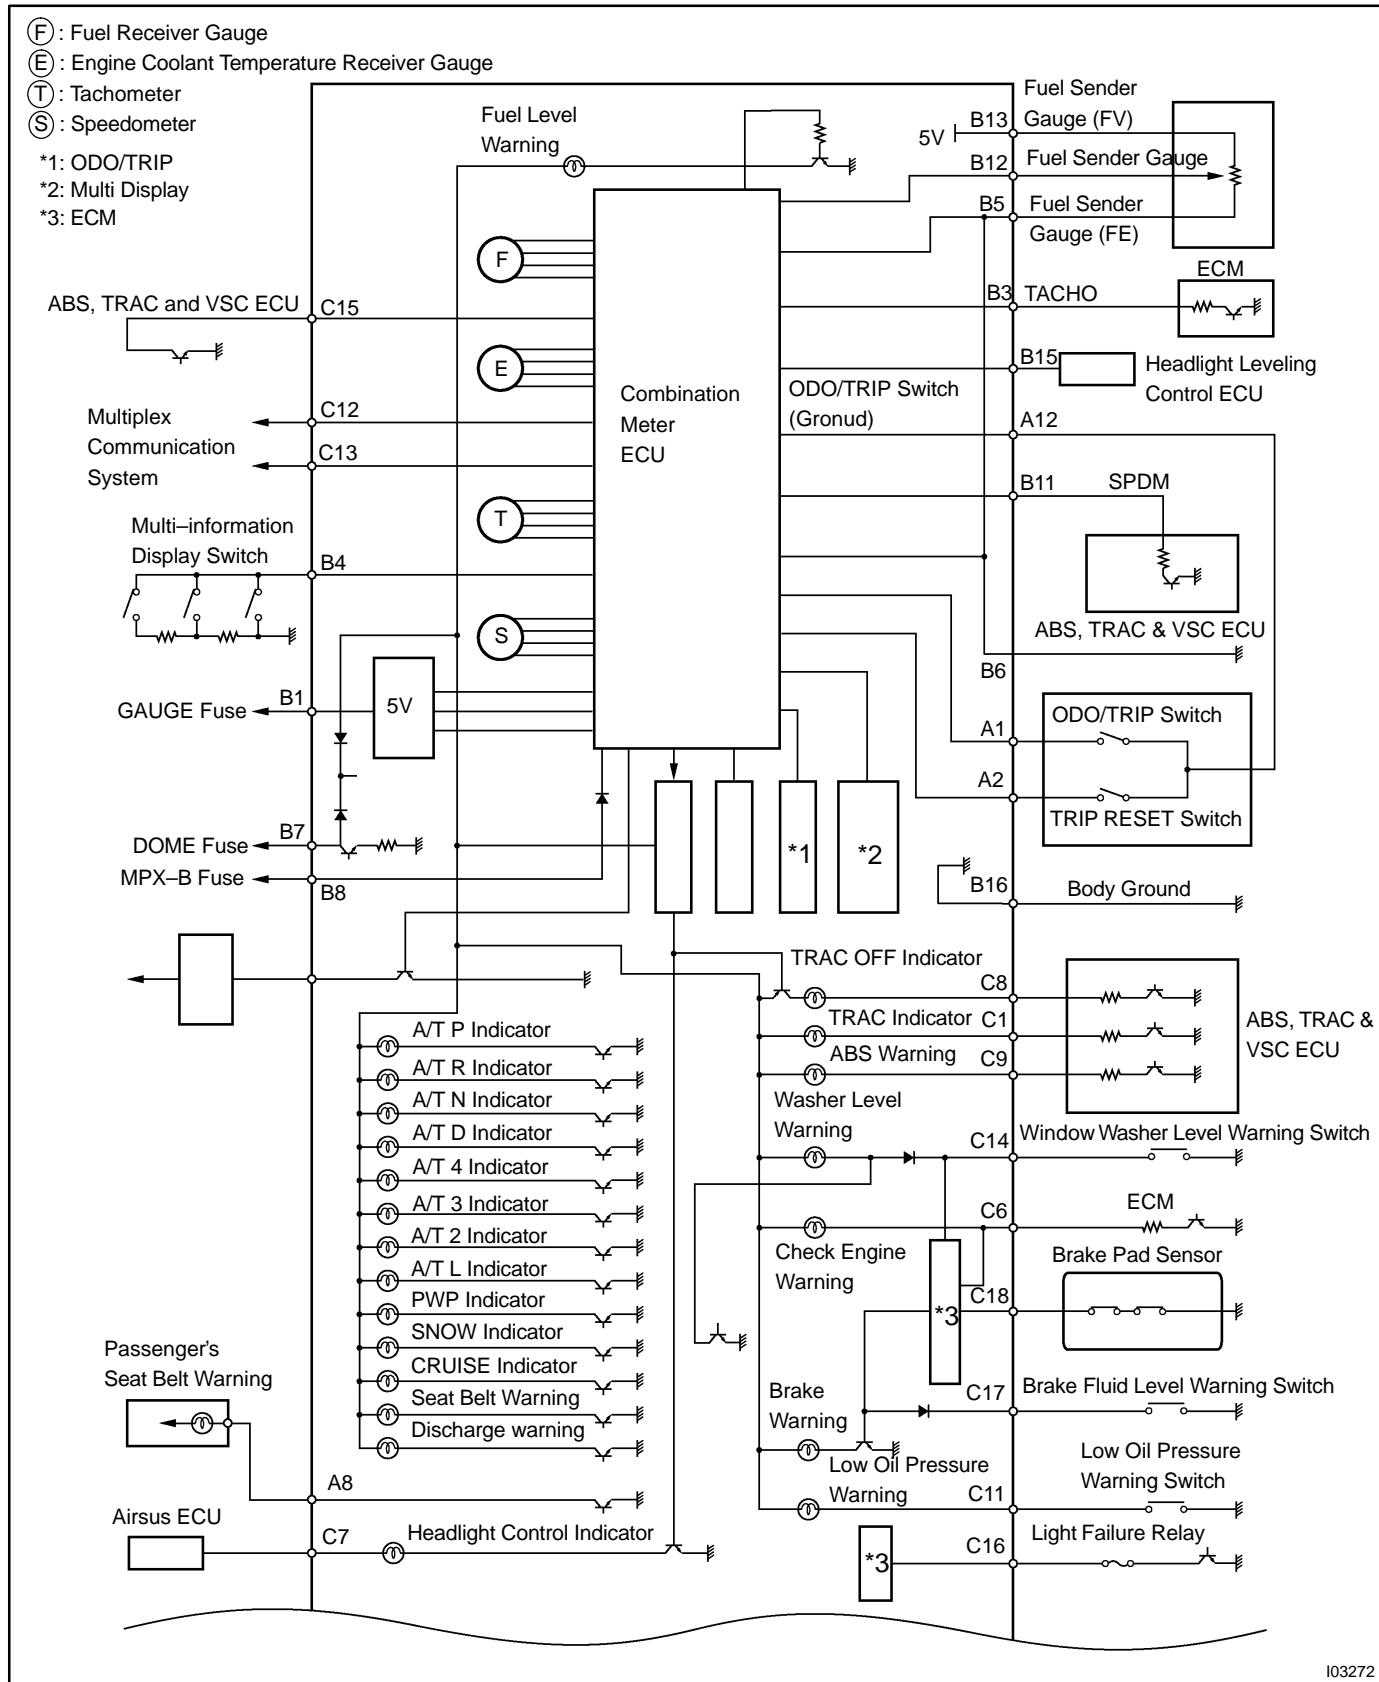 F : Fuel Receiver Gauge
E : Engine Coolant Temperature Receiver Gauge
T : Tachometer
S : Speedometer
*1: ODO/TRIP
*2: Multi Display
*3: ECM
Fuel Level
Warning
5V
B13
Fuel Sender
Gauge (FV)
B12
Fuel Sender Gauge
B5
Fuel Sender
Gauge (FE)
F
ABS, TRAC and VSC ECU
C15
B3
TACHO
ECM
E
B15
Headlight Leveling
Control ECU
Combination
Meter
ECU
ODO/TRIP Switch
(Gronud)
A12
Multiplex
Communication
System
C12
C13
B11
SPDM
T
Multi–information
Display Switch
B4
ABS, TRAC & VSC ECU
S
B6
GAUGE Fuse
B1
5V
A1
ODO/TRIP Switch
A2
TRIP RESET Switch
DOME Fuse
B7
MPX–B Fuse
B8
*1
*2
B16
Body Ground
TRAC OFF Indicator
C8
TRAC Indicator
C1
ABS Warning
C9
ABS, TRAC &
VSC ECU
A/T P Indicator
A/T R Indicator
A/T N Indicator
A/T D Indicator
A/T 4 Indicator
A/T 3 Indicator
A/T 2 Indicator
A/T L Indicator
PWP Indicator
SNOW Indicator
CRUISE Indicator
Seat Belt Warning
Discharge warning
Washer Level
Warning
C14
Window Washer Level Warning Switch
C6
ECM
Check Engine
Warning
Brake Pad Sensor
C18
*3
Passenger's
Seat Belt Warning
Brake
Warning
C17
Brake Fluid Level Warning Switch
Low Oil Pressure
Warning
C11
Low Oil Pressure
Warning Switch
A8
Airsus ECU
C7
Headlight Control Indicator
*3
C16
Light Failure Relay
I03272